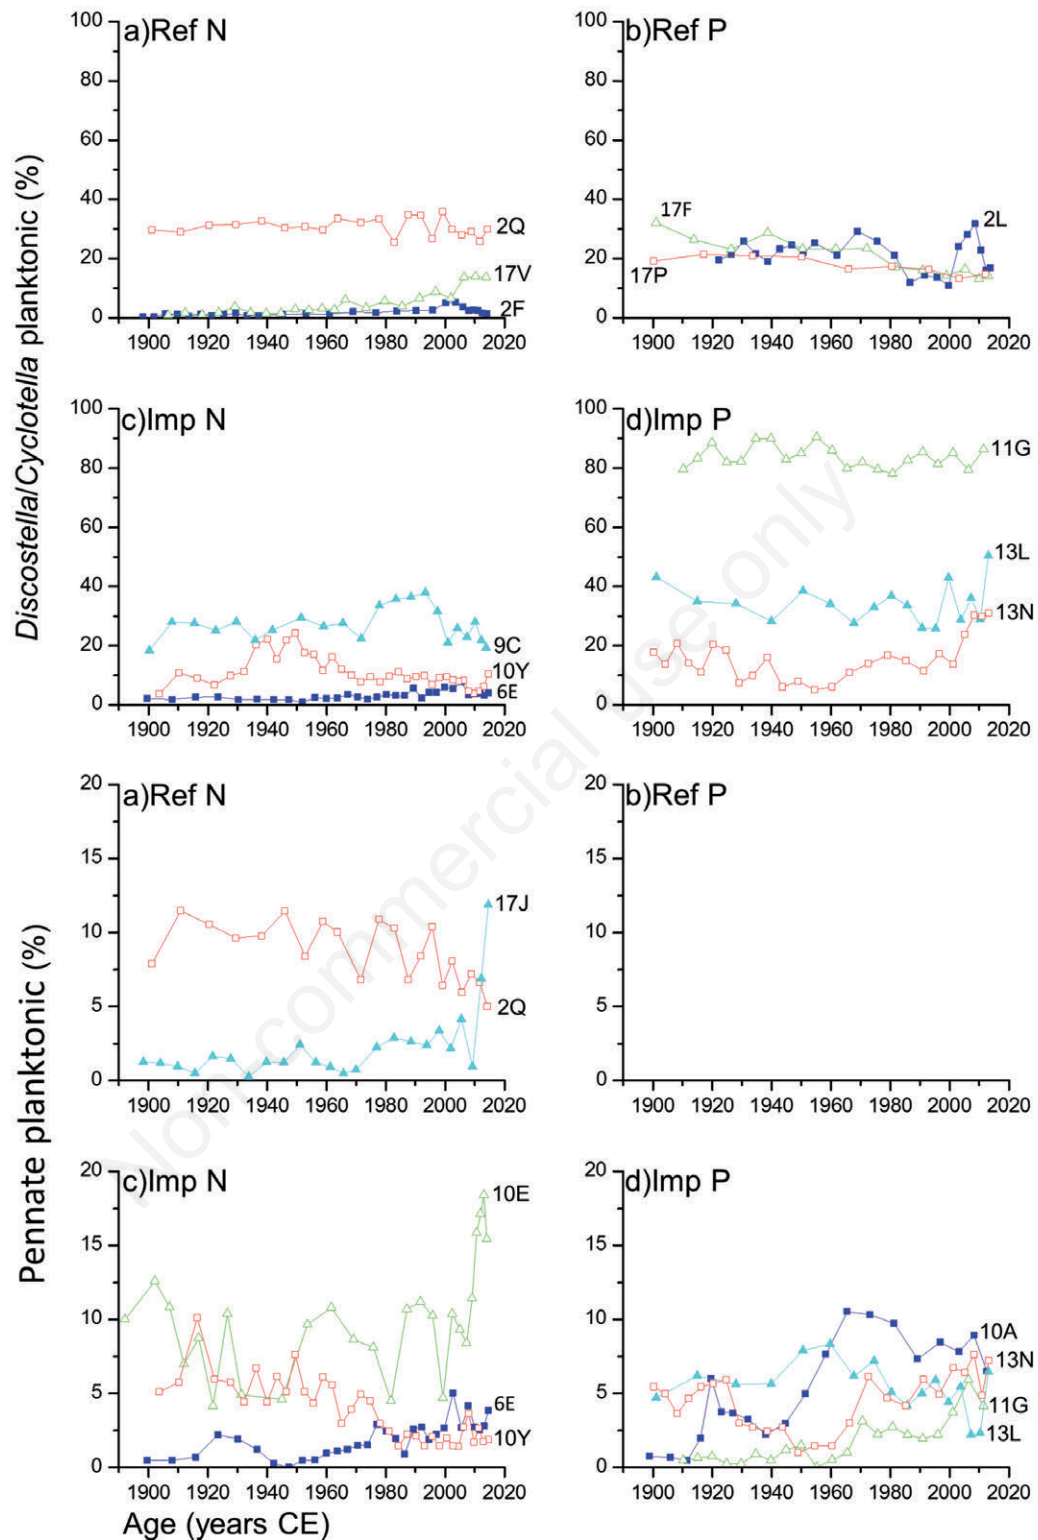 Discostella/Cyclotella planktonic (%)
a)Ref N
100
80
60
40
20
0
2Q
17V
2F
1900 1920 1940 1960 1980 2000 2020
b)Ref P
100
80
60
40
20
0
17F
17P
2L
1900 1920 1940 1960 1980 2000 2020
c)Imp N
100
80
60
40
20
0
9C
10Y
6E
1900 1920 1940 1960 1980 2000 2020
d)Imp P
100
80
60
40
20
0
11G
13L
13N
1900 1920 1940 1960 1980 2000 2020
Pennate planktonic (%)
a)Ref N
20
15
10
5
0
17J
2Q
1900 1920 1940 1960 1980 2000 2020
b)Ref P
20
15
10
5
0
1900 1920 1940 1960 1980 2000 2020
c)Imp N
20
15
10
5
0
10E
6E
10Y
1900 1920 1940 1960 1980 2000 2020
d)Imp P
20
15
10
5
0
10A
13N
11G
13L
1900 1920 1940 1960 1980 2000 2020
Age (years CE)
Non-commercial use only